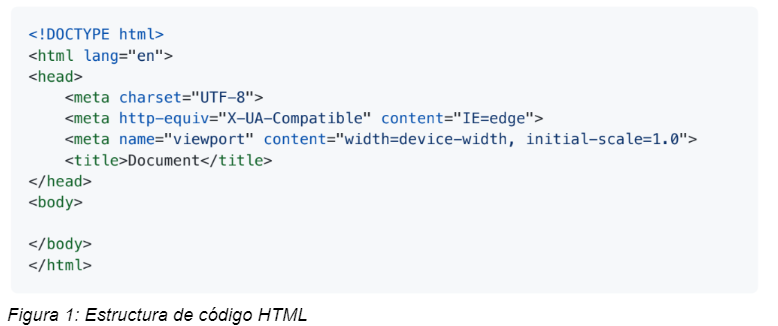 <!DOCTYPE html>
<html lang="en">
<head>
    <meta charset="UTF-8">
    <meta http-equiv="X-UA-Compatible" content="IE=edge">
    <meta name="viewport" content="width=device-width, initial-scale=1.0">
    <title>Document</title>
</head>
<body>

</body>
</html>
Figura 1: Estructura de código HTML